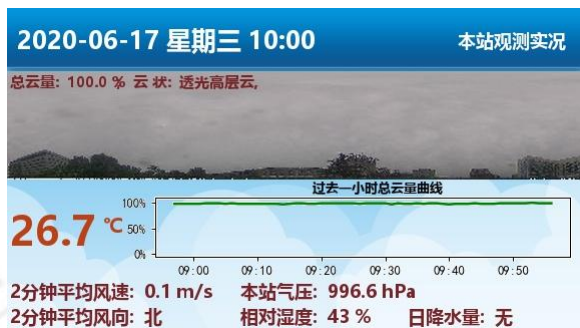 2020-06-17 星期三 10:00 本站观测实况
总云量: 100.0 % 云 状: 透光高层云,
过去一小时总云量曲线
100%
50%
0%
26.7 ℃
09:00 09:10 09:20 09:30 09:40 09:50
2分钟平均风速: 0.1 m/s 本站气压: 996.6 hPa
2分钟平均风向: 北 相对湿度: 43 % 日降水量: 无